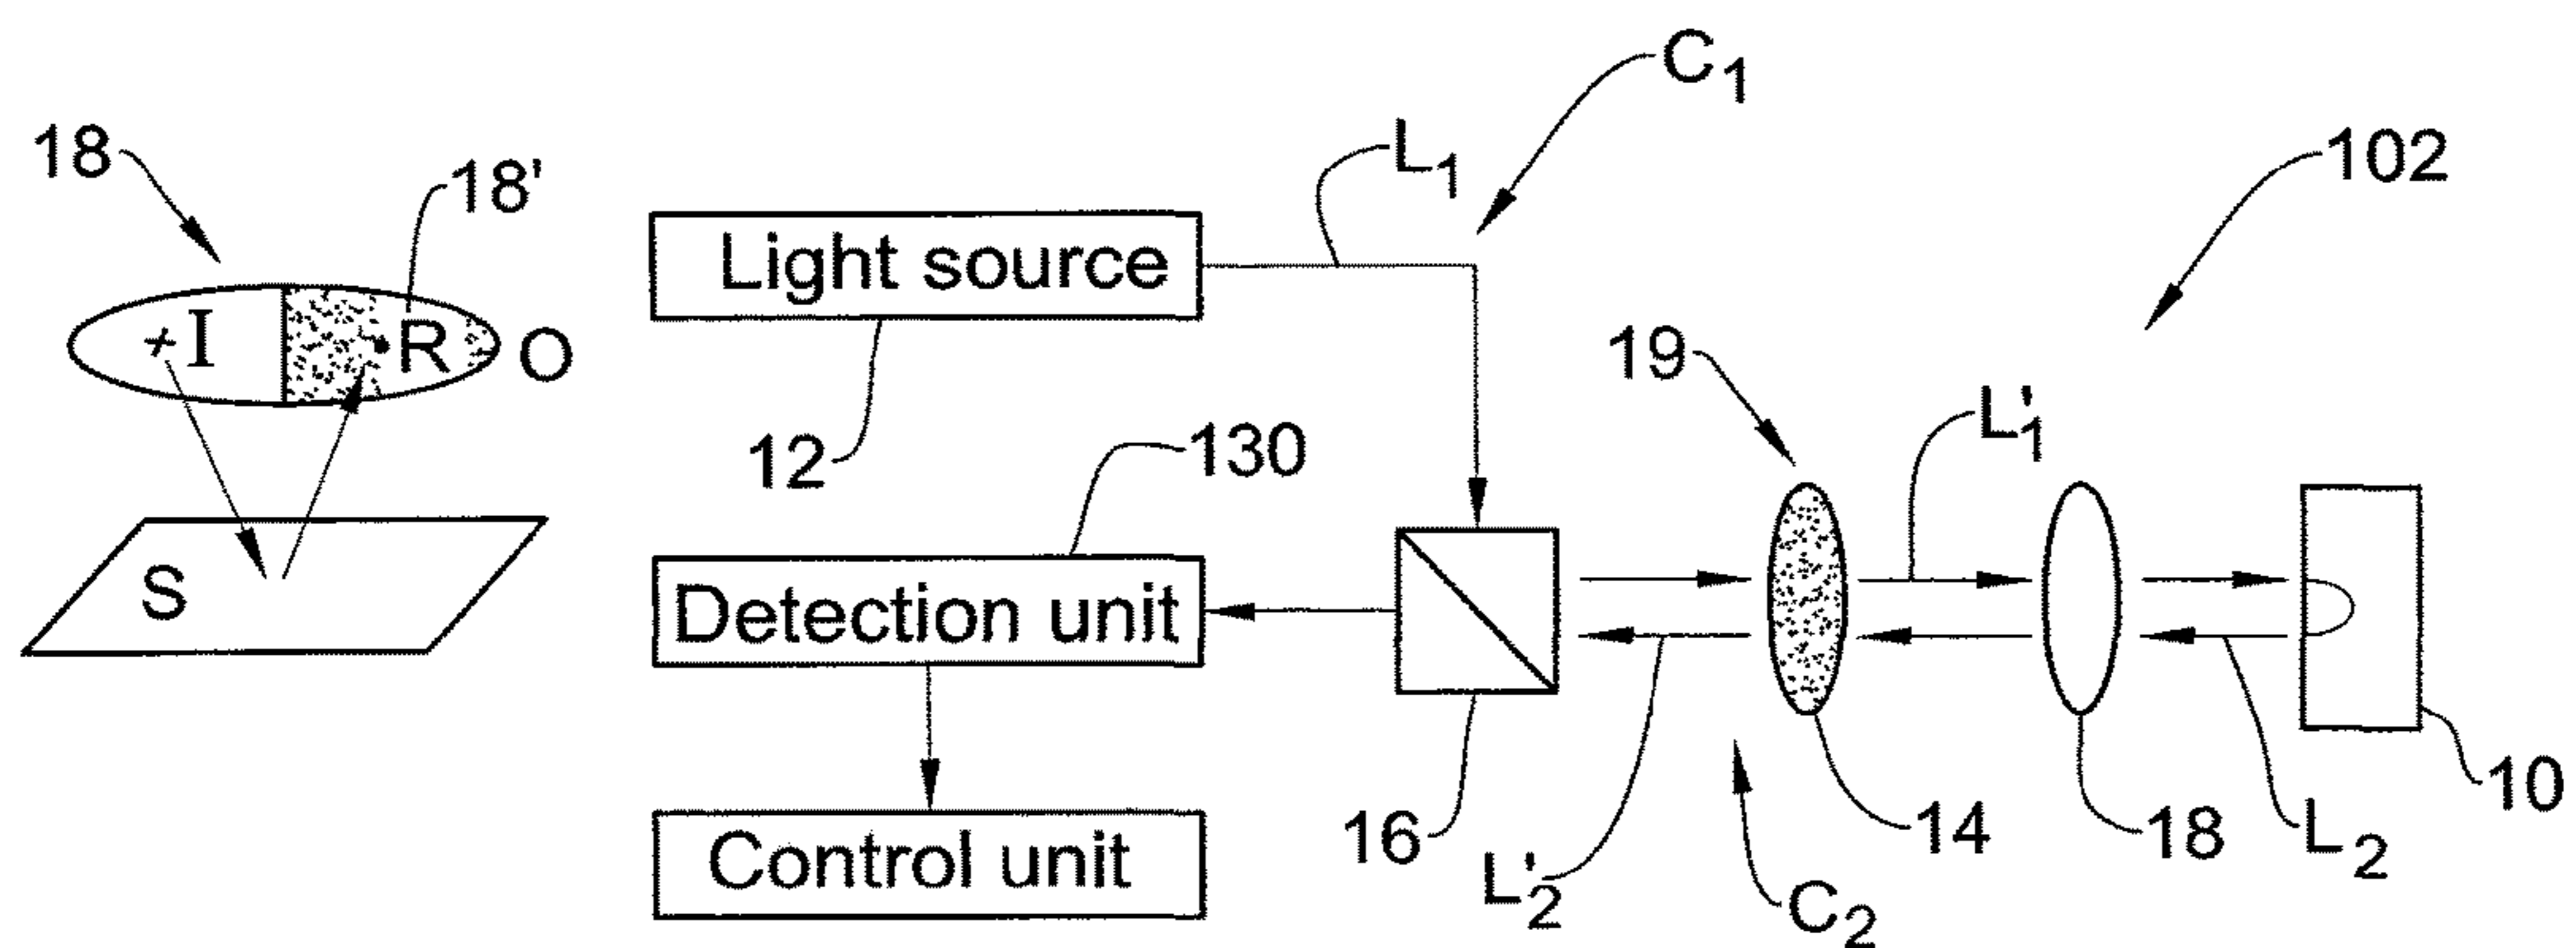 C1
L1
102
18
18'
Light source
I
R
O
19
L'1
12
130
S
Detection unit
10
16
14
18
L2
L'2
Control unit
C2